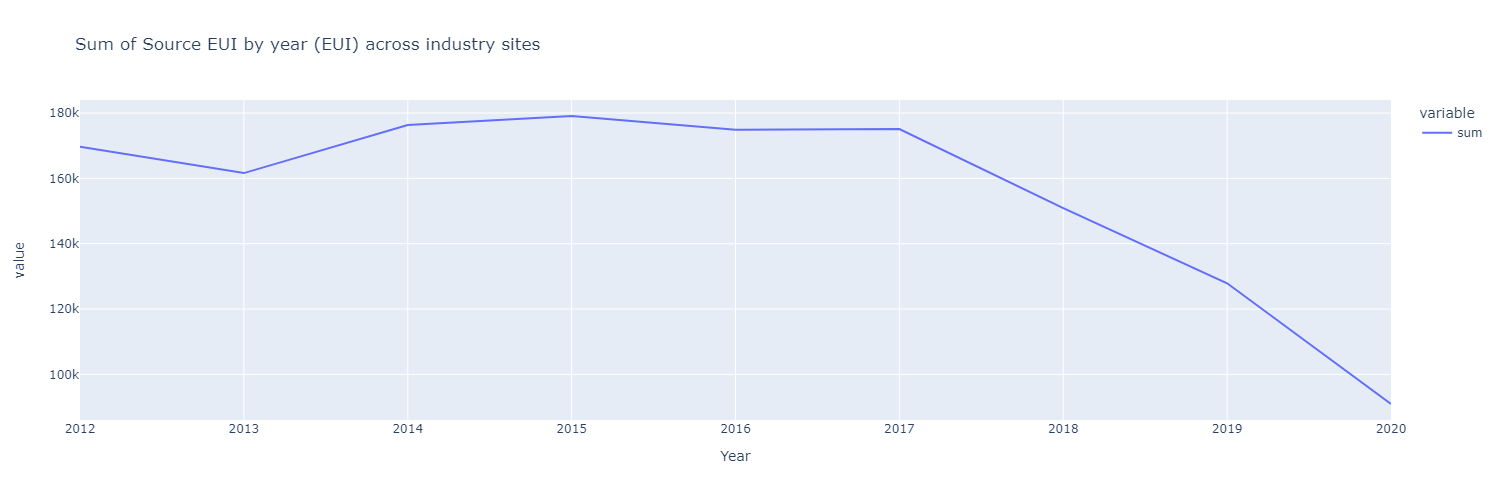 Sum of Source EUI by year (EUI) across industry sites
180k
160k
140k
120k
100k
value
2012 2013 2014 2015 2016 2017 2018 2019 2020
Year
variable
sum